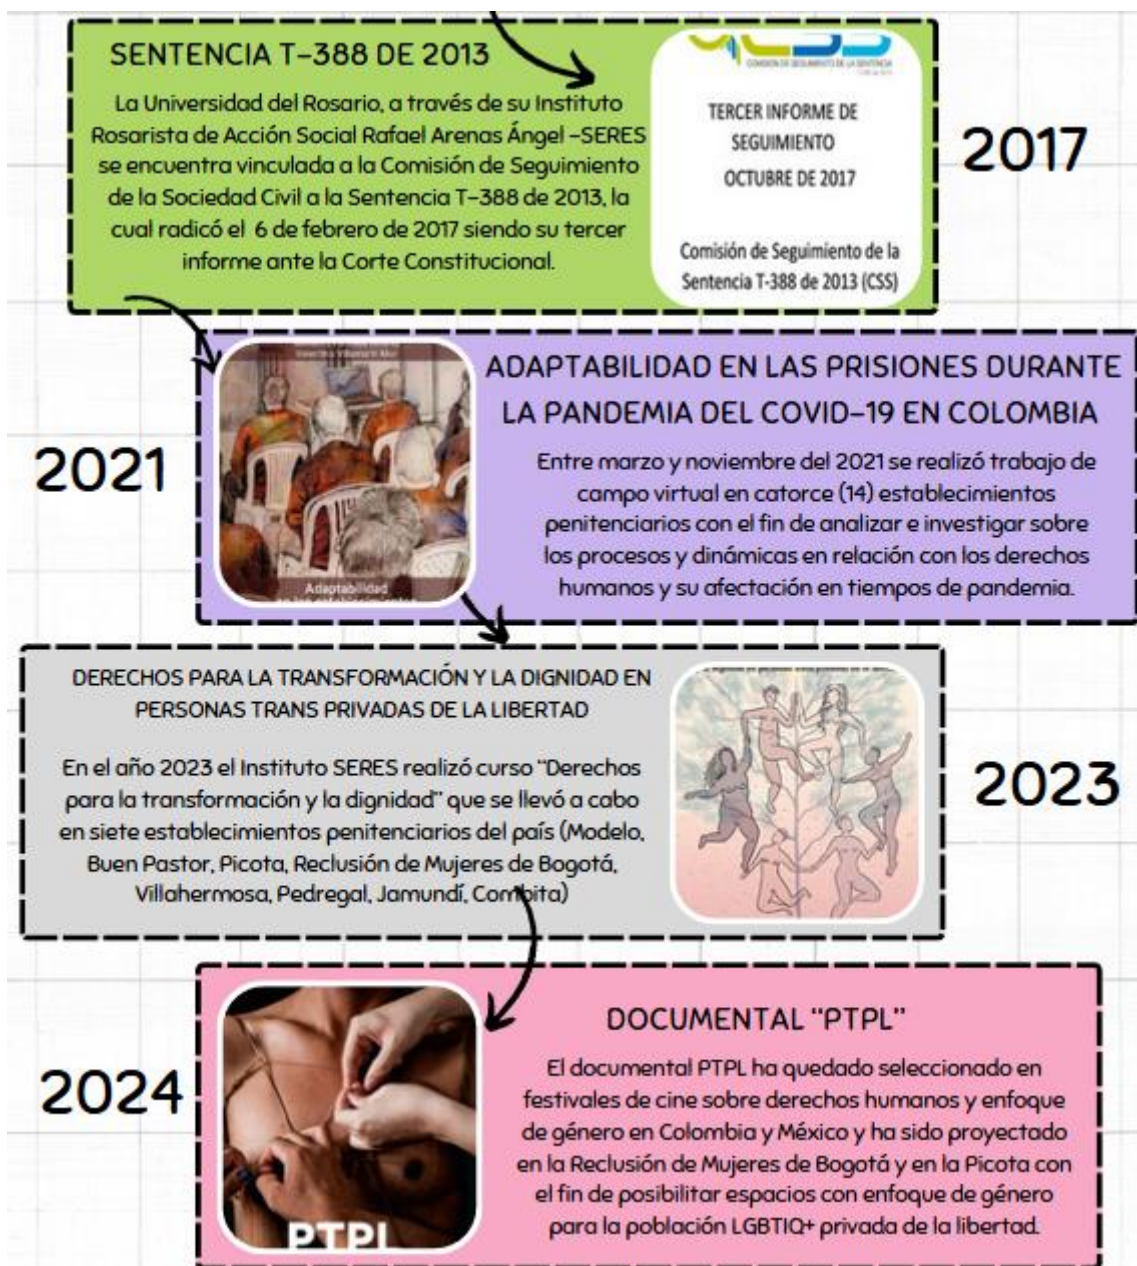 SENTENCIA T-388 DE 2013
La Universidad del Rosario, a través de su Instituto
Rosarista de Acción Social Rafael Arenas Ángel -SERES
se encuentra vinculada a la Comisión de Seguimiento
de la Sociedad Civil a la Sentencia T-388 de 2013, la
cual radicó el 6 de febrero de 2017 siendo su tercer
informe ante la Corte Constitucional.
COMISIÓN DE SEGUIMIENTO DE LA SENTENCIA
TERCER INFORME DE
SEGUIMIENTO
OCTUBRE DE 2017
Comisión de Seguimiento de la
Sentencia T-388 de 2013 (CSS)
2017
2021
Adaptabilidad
ADAPTABILIDAD EN LAS PRISIONES DURANTE
LA PANDEMIA DEL COVID-19 EN COLOMBIA
Entre marzo y noviembre del 2021 se realizó trabajo de
campo virtual en catorce (14) establecimientos
penitenciarios con el fin de analizar e investigar sobre
los procesos y dinámicas en relación con los derechos
humanos y su afectación en tiempos de pandemia.
DERECHOS PARA LA TRANSFORMACIÓN Y LA DIGNIDAD EN
PERSONAS TRANS PRIVADAS DE LA LIBERTAD
En el año 2023 el Instituto SERES realizó curso "Derechos
para la transformación y la dignidad" que se llevó a cabo
en siete establecimientos penitenciarios del país (Modelo,
Buen Pastor, Picota, Reclusión de Mujeres de Bogotá,
Villahermosa, Pedregal, Jamundí, Combita)
2023
2024
PTPL
DOCUMENTAL "PTPL"
El documental PTPL ha quedado seleccionado en
festivales de cine sobre derechos humanos y enfoque
de género en Colombia y México y ha sido proyectado
en la Reclusión de Mujeres de Bogotá y en la Picota con
el fin de posibilitar espacios con enfoque de género
para la población LGBTIQ+ privada de la libertad.